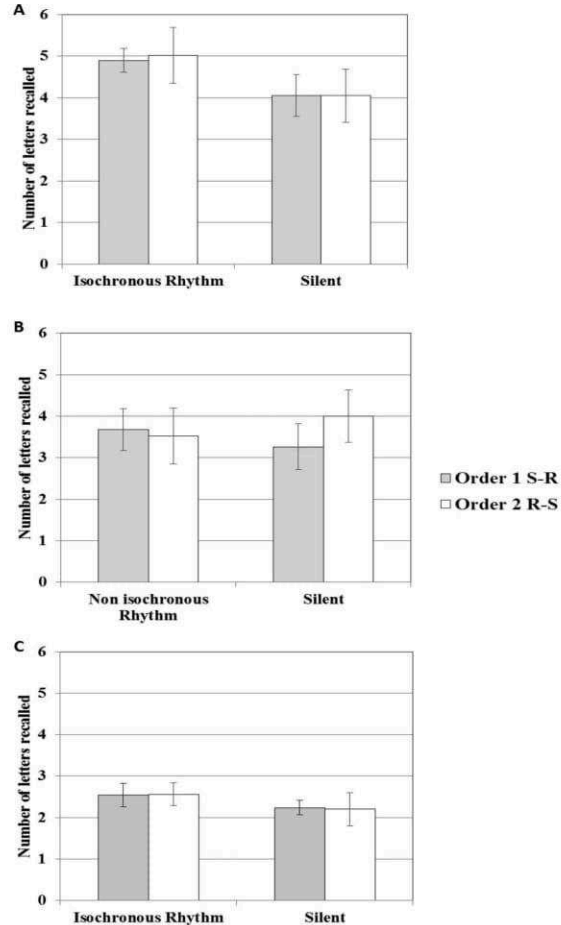 A
Number of letters recalled
6
5
4
3
2
1
0
Isochronous Rhythm Silent
B
Number of letters recalled
6
5
4
3
2
1
0
Non isochronous
Rhythm
Silent
Order 1 S-R
Order 2 R-S
C
Number of letters recalled
6
5
4
3
2
1
0
Isochronous Rhythm Silent